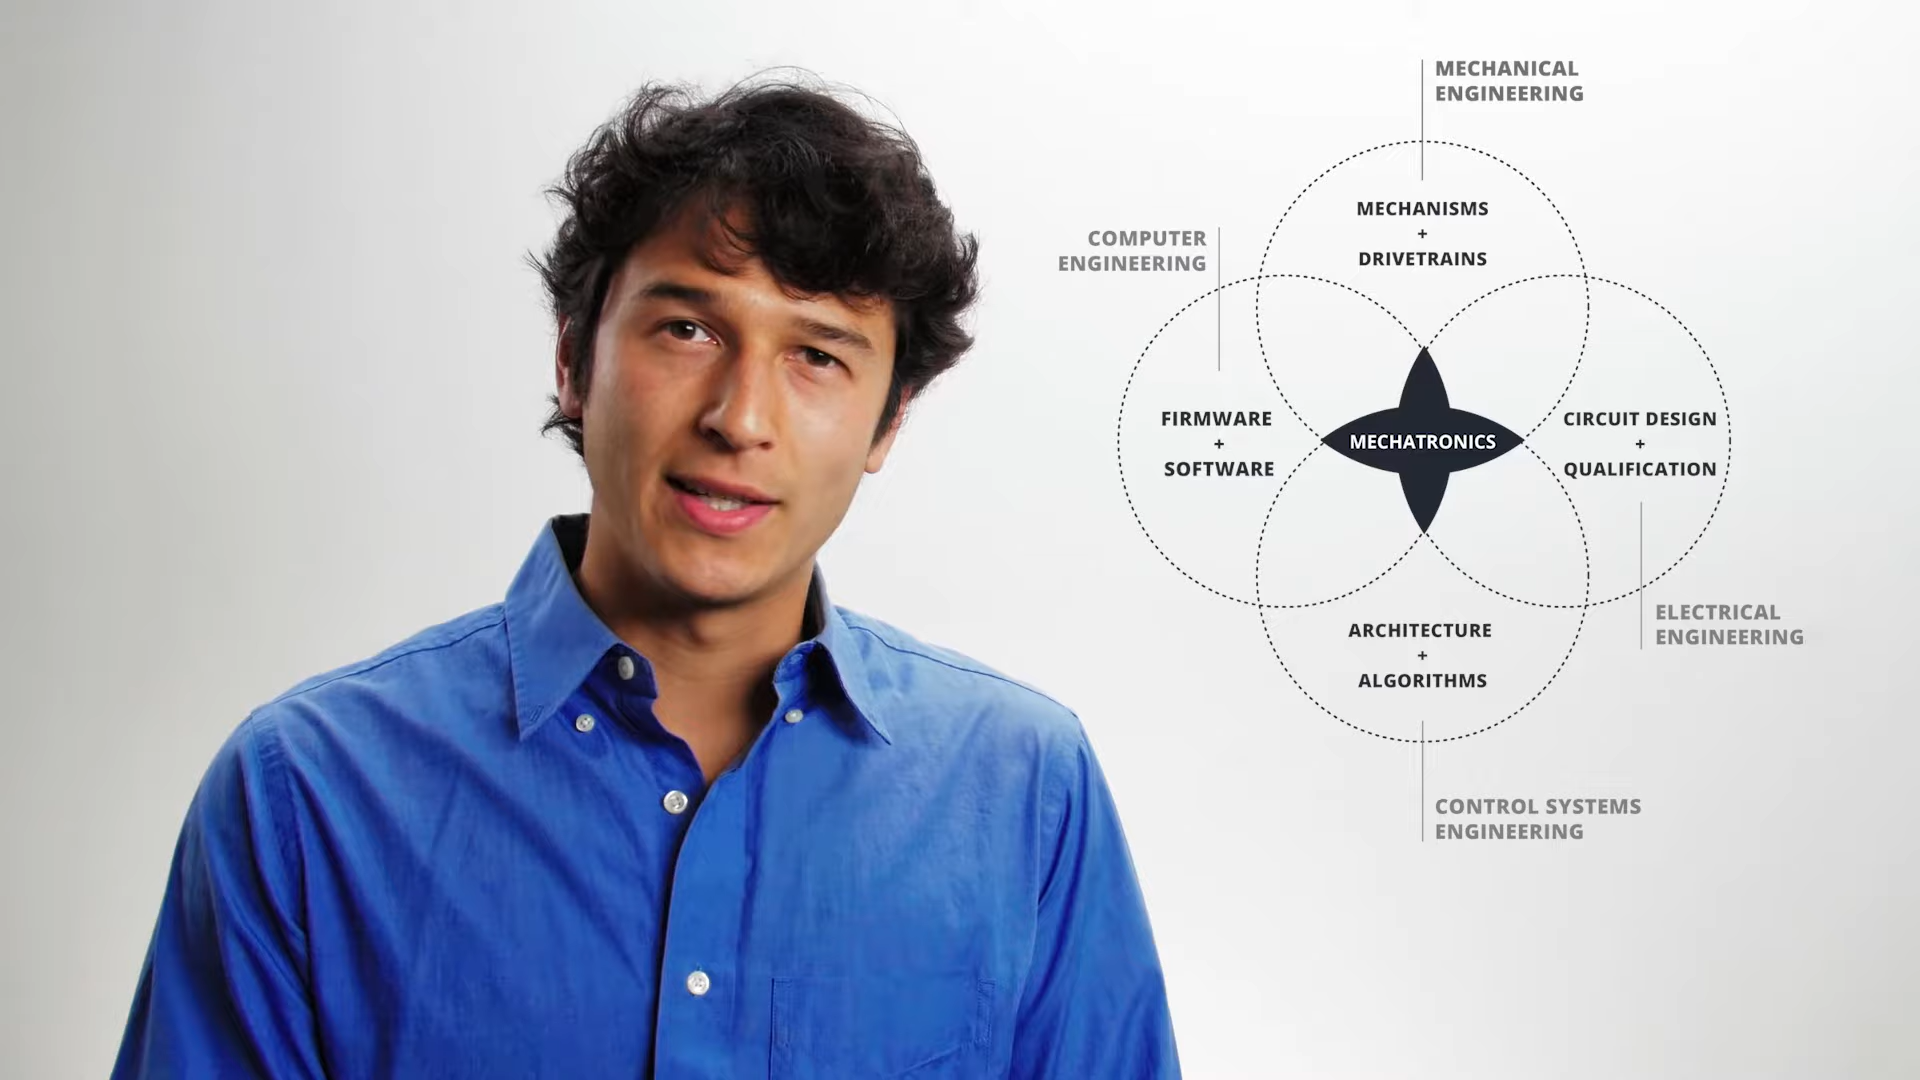 MECHANICAL
ENGINEERING
MECHANISMS
+
DRIVETRAINS
COMPUTER
ENGINEERING
FIRMWARE
+
SOFTWARE
MECHATRONICS
CIRCUIT DESIGN
+
QUALIFICATION
ELECTRICAL
ENGINEERING
ARCHITECTURE
+
ALGORITHMS
CONTROL SYSTEMS
ENGINEERING